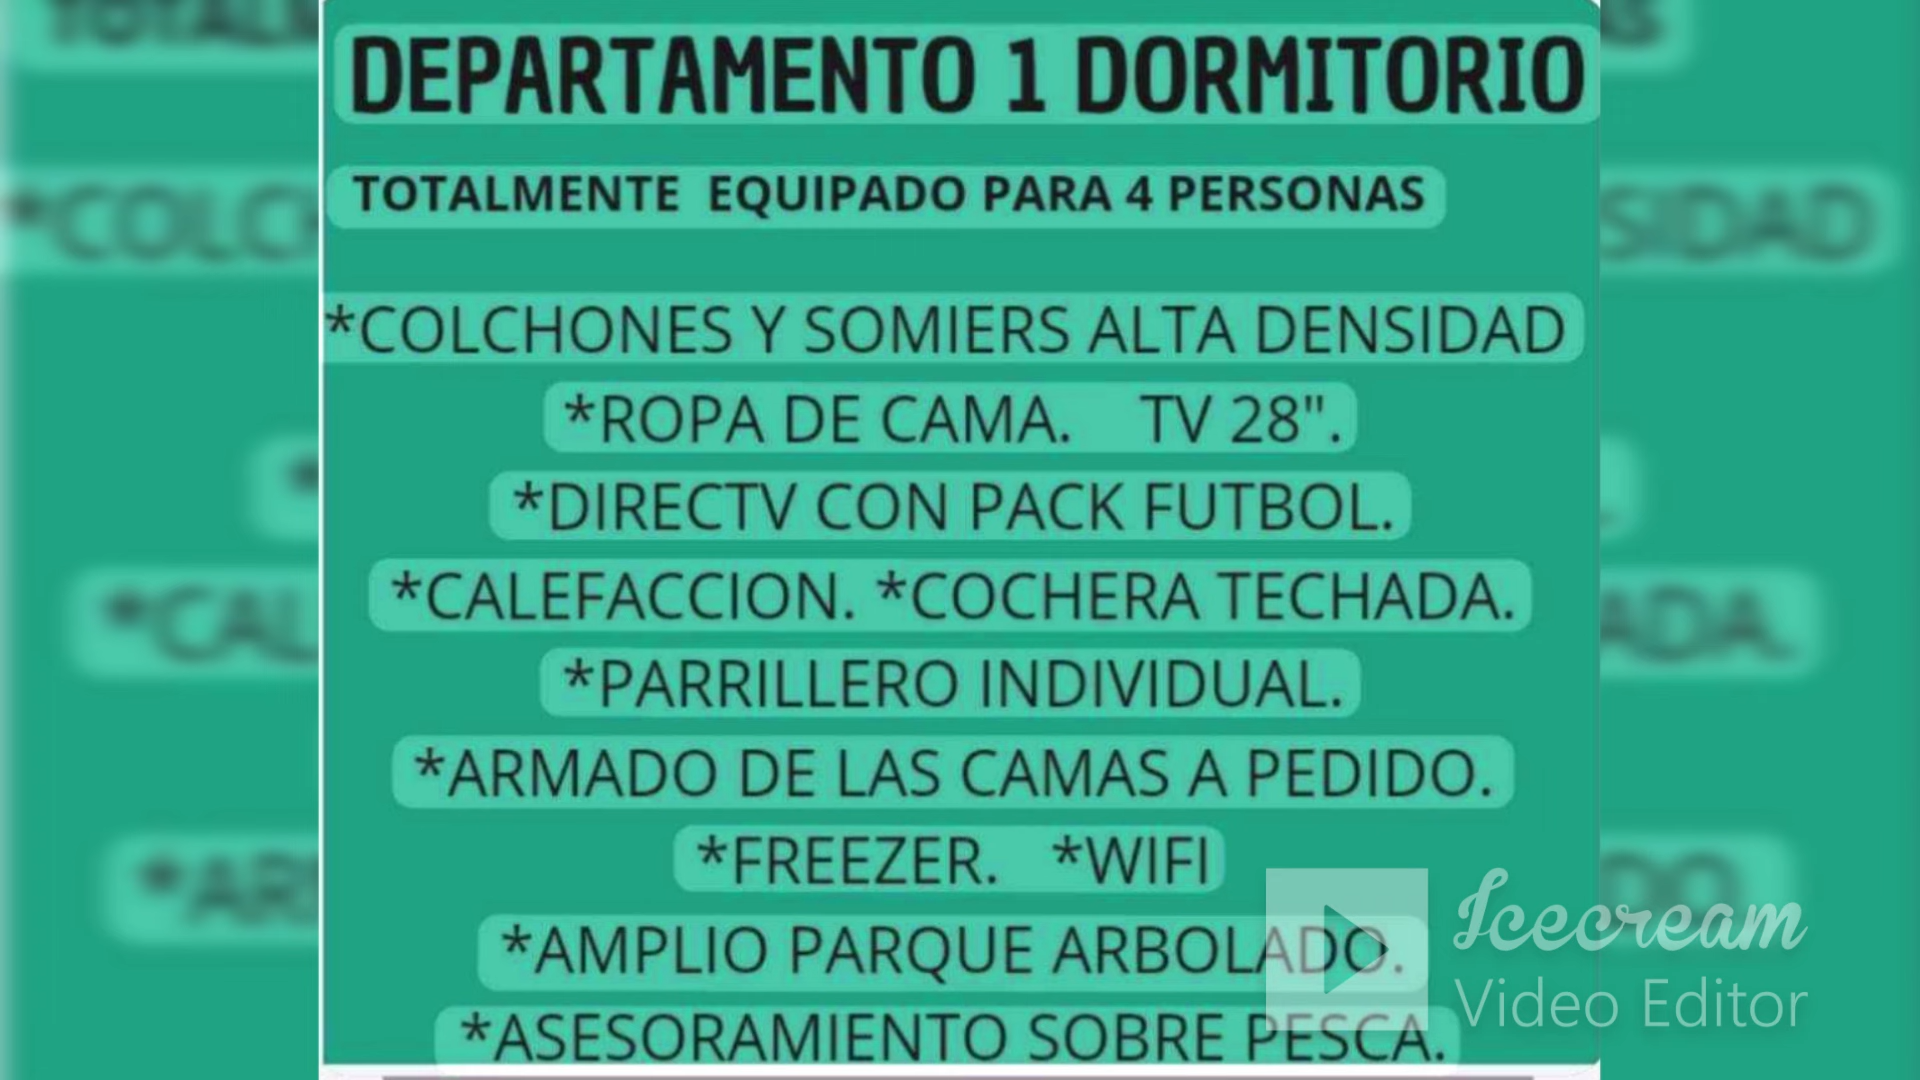 DEPARTAMENTO 1 DORMITORIO
TOTALMENTE EQUIPADO PARA 4 PERSONAS
*COLCHONES Y SOMIERS ALTA DENSIDAD
*ROPA DE CAMA. TV 28".
*DIRECTV CON PACK FUTBOL.
*CALEFACCION. *COCHERA TECHADA.
*PARRILLERO INDIVIDUAL.
*ARMADO DE LAS CAMAS A PEDIDO.
*FREEZER. *WIFI
*AMPLIO PARQUE ARBOLADO.
*ASESORAMIENTO SOBRE PESCA.
Icecream
Video Editor